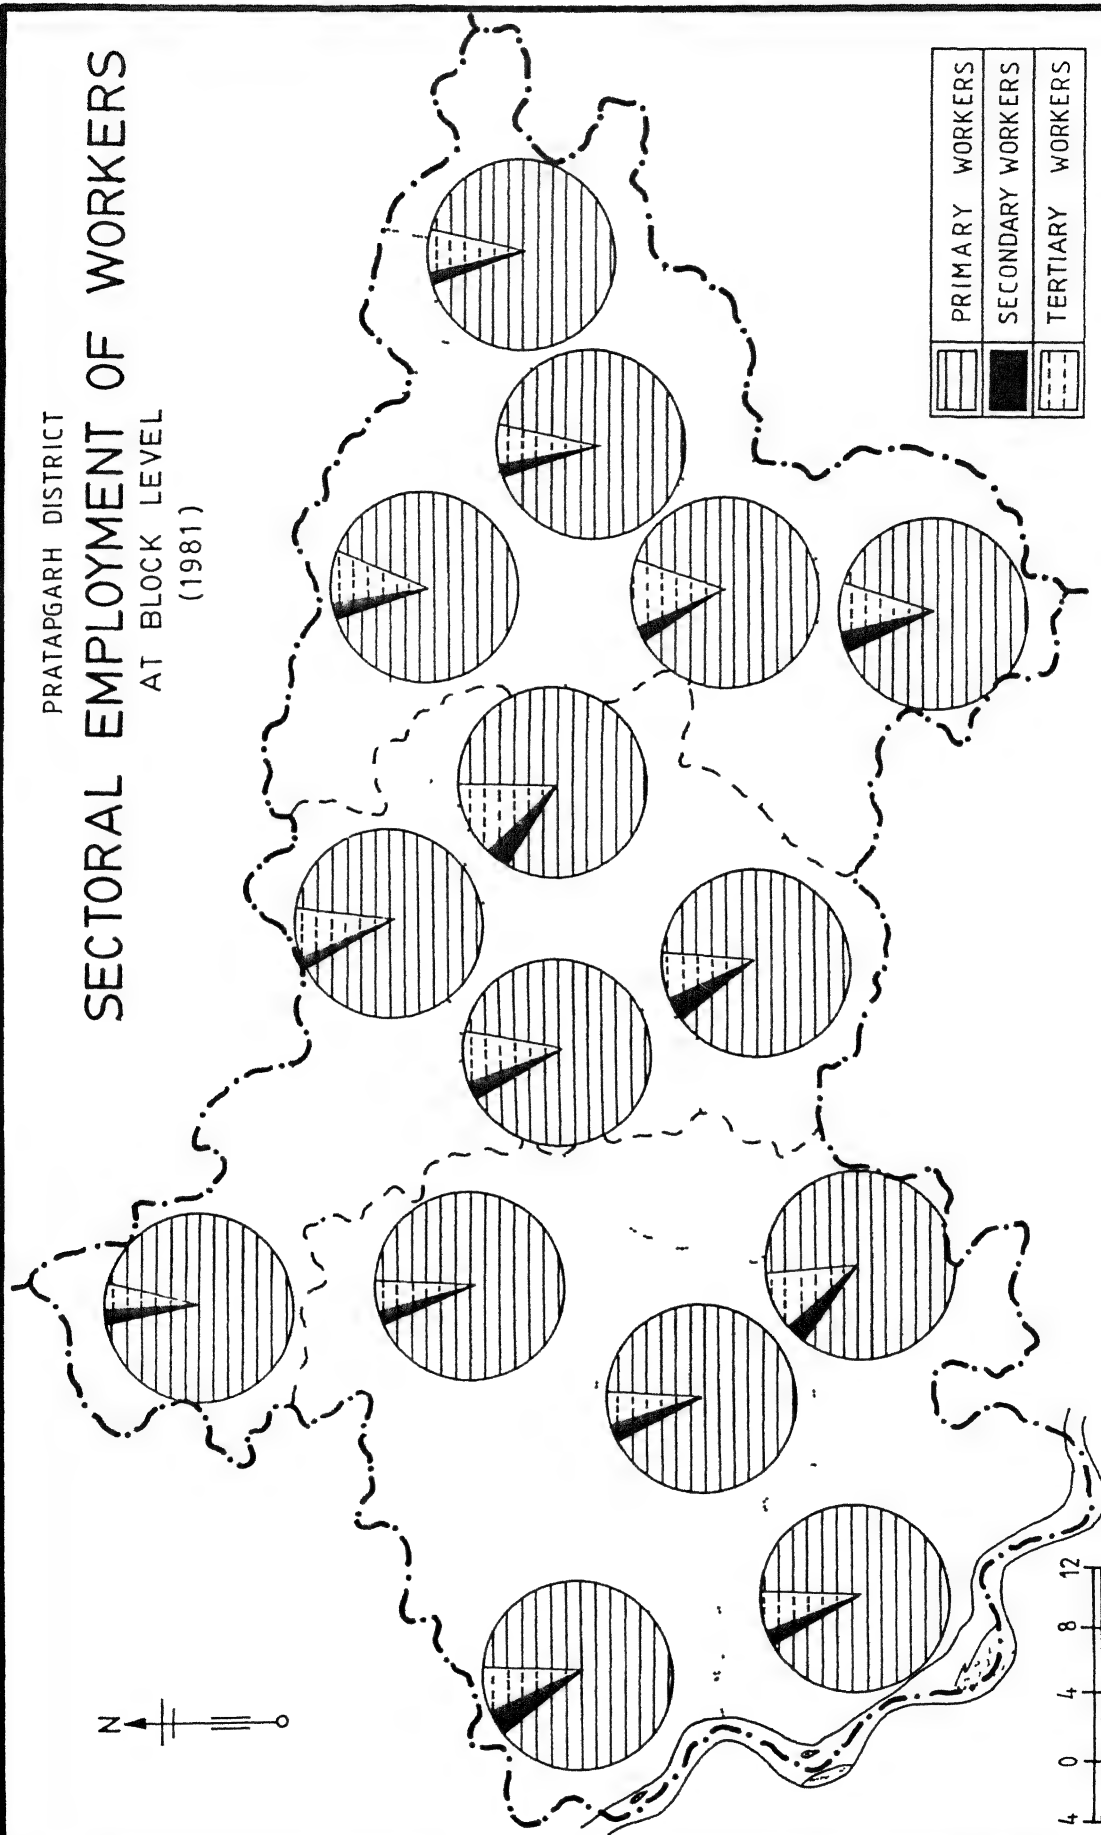 PRATAPGARH DISTRICT
SECTORAL EMPLOYMENT OF WORKERS
AT BLOCK LEVEL
(1981)
N
PRIMARY WORKERS
SECONDARY WORKERS
TERTIARY WORKERS
4 0 4 8 12